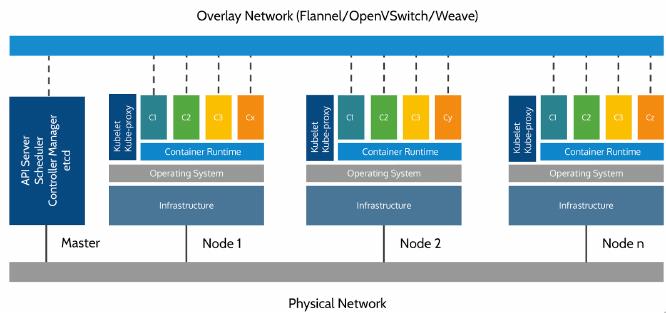 Overlay Network (Flannel/OpenVSwitch/Weave)
API Server
Scheduler
Controller Manager
etcd
Master
Kubelet
Kube-proxy
C1
C2
C3
Cx
Container Runtime
Operating System
Infrastructure
Node 1
Kubelet
Kube-proxy
C1
C2
C3
Cy
Container Runtime
Operating System
Infrastructure
Node 2
Kubelet
Kube-proxy
C1
C2
C3
Cz
Container Runtime
Operating System
Infrastructure
Node n
Physical Network